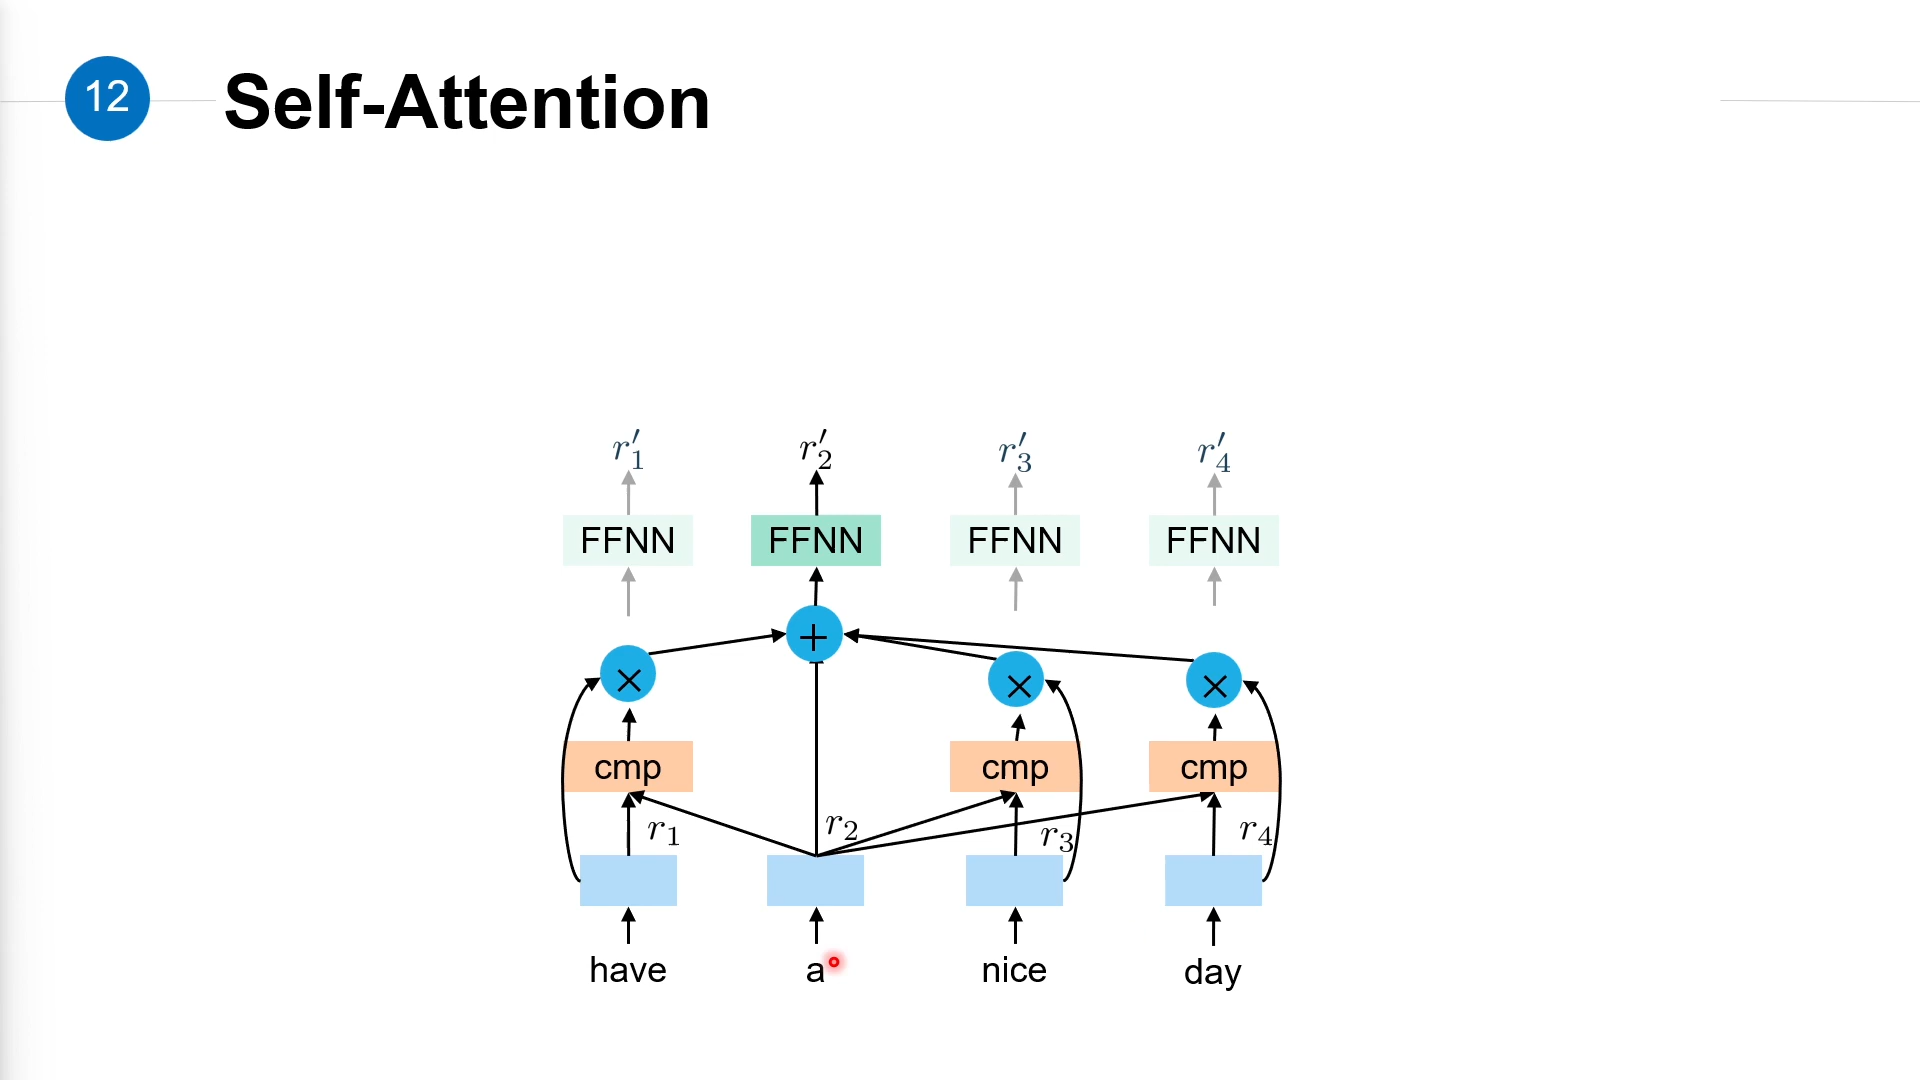 12
Self-Attention
r′₁ r′₂ r′₃ r′₄
FFNN FFNN FFNN FFNN
+
× × ×
cmp cmp cmp
r₁ r₂ r₃ r₄
have a nice day